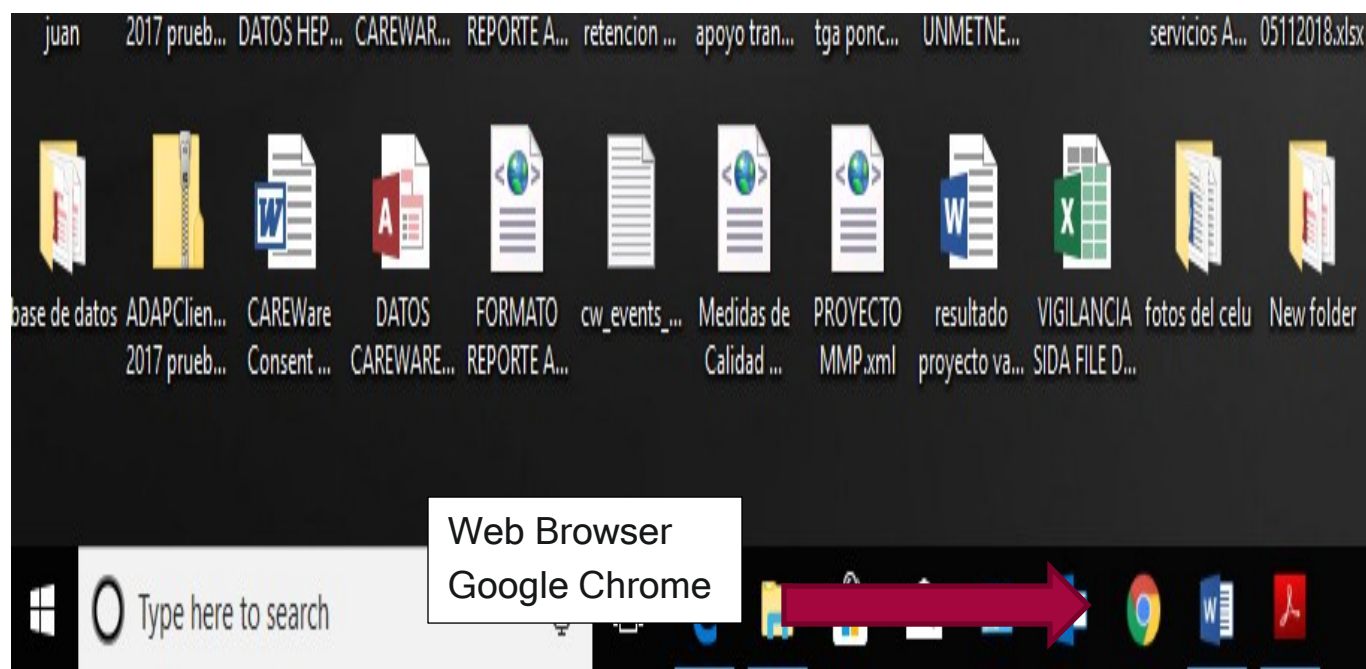 juan 2017 prueb... DATOS HEP... CAREWAR... REPORTE A... retencion ... apoyo tran... tga ponc... UNMETNE... servicios A... 05112018.xlsx
base de datos ADAPClien... CAREWare DATOS FORMATO cw_events_... Medidas de PROYECTO resultado VIGILANCIA fotos del celu New folder
2017 prueb... Consent ... CAREWARE... REPORTE A... Calidad ... MMP.xml proyecto va... SIDA FILE D...
Web Browser
Google Chrome
Type here to search